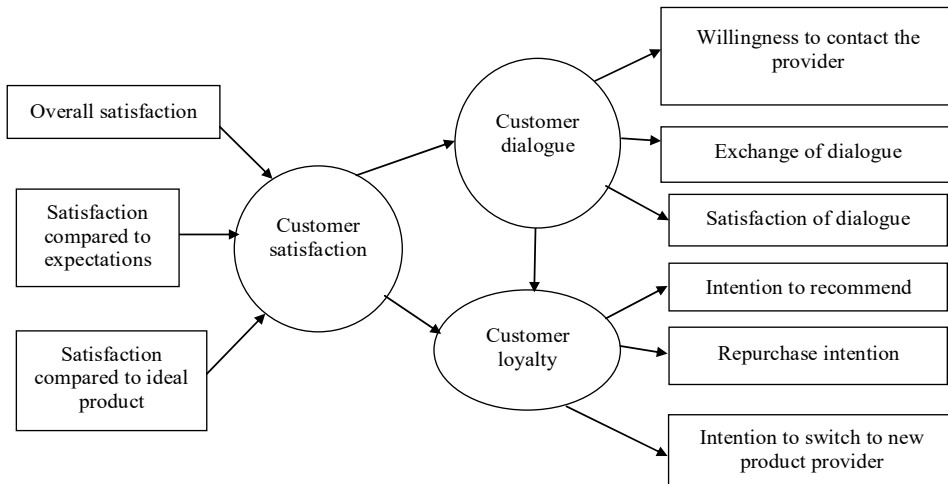 Overall satisfaction
Satisfaction
compared to
expectations
Satisfaction
compared to ideal
product
Customer
satisfaction
Customer
dialogue
Customer
loyalty
Willingness to contact the
provider
Exchange of dialogue
Satisfaction of dialogue
Intention to recommend
Repurchase intention
Intention to switch to new
product provider